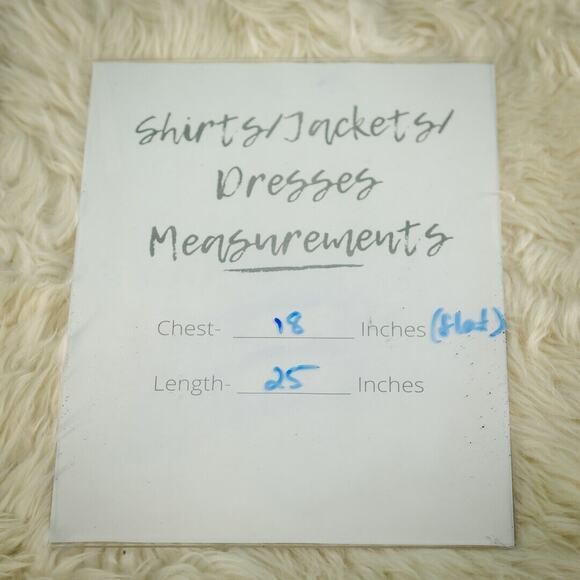 Shirts/Jackets/
Dresses
Measurements
Chest- 18 Inches (flat)
Length- 25 Inches